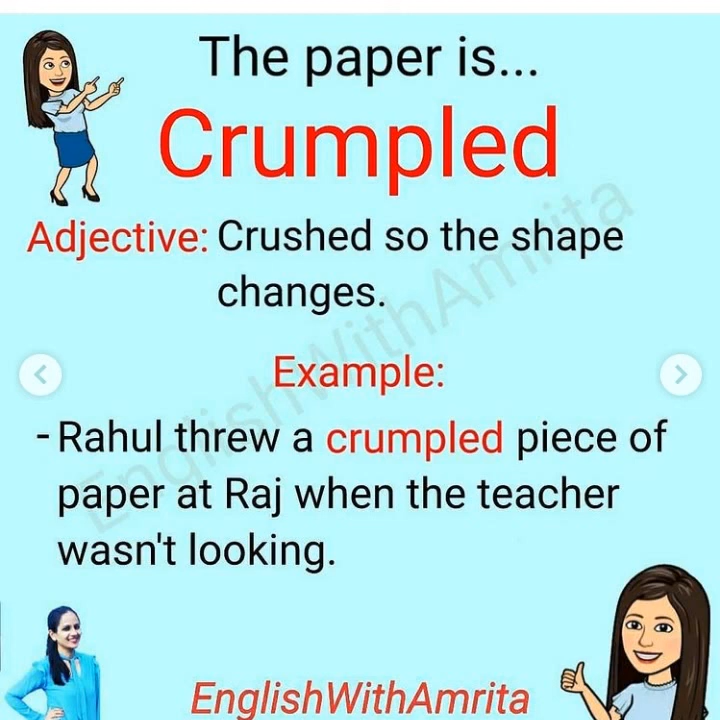 The paper is...
Crumpled
Adjective: Crushed so the shape
changes.
Example:
- Rahul threw a crumpled piece of
paper at Raj when the teacher
wasn't looking.
EnglishWithAmrita
EnglishWithAmrita